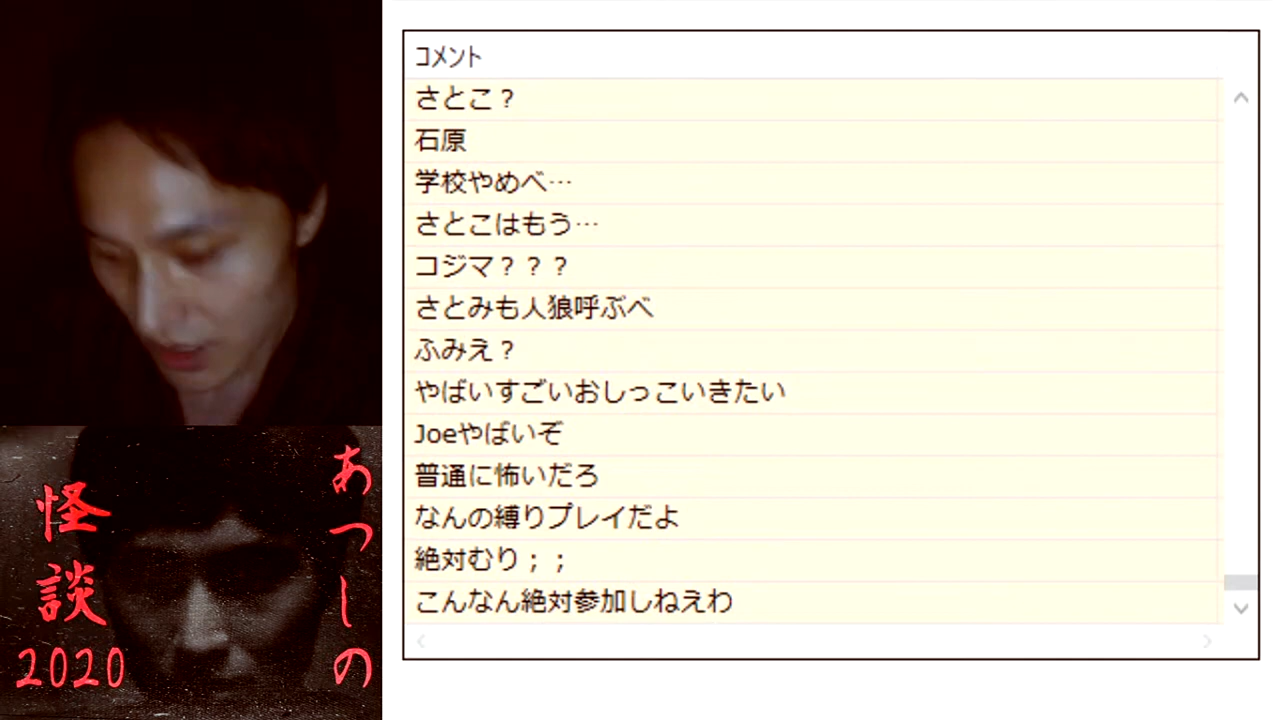 コメント
さとこ？
石原
学校やめべ…
さとこはもう…
コジマ？？？
さとみも人狼呼ぶべ
ふみえ？
やばいすごいおしっこいきたい
Joeやばいぞ
普通に怖いだろ
なんの縛りプレイだよ
絶対むり；；
こんなん絶対参加しねえわ
あつしの
怪談
2020